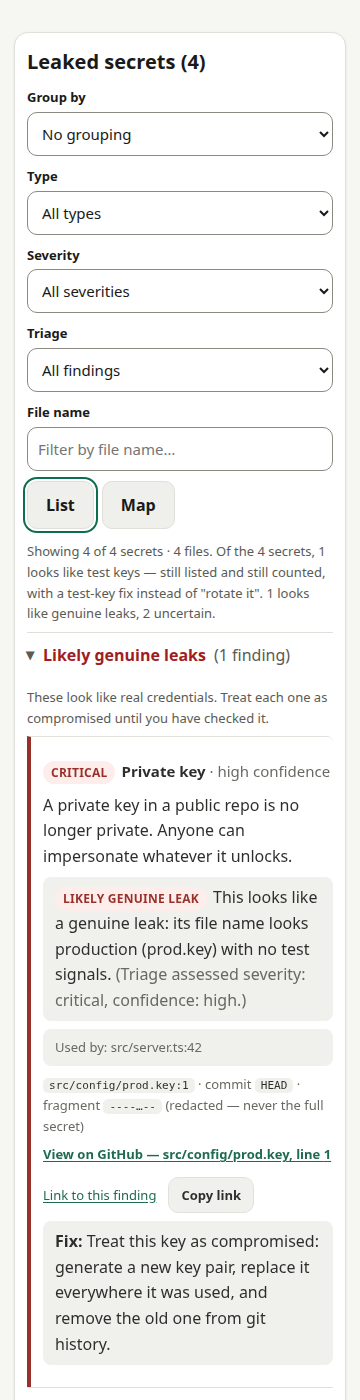 Leaked secrets (4)
Group by
No grouping
Type
All types
Severity
All severities
Triage
All findings
File name
Filter by file name...
List Map
Showing 4 of 4 secrets · 4 files. Of the 4 secrets, 1
looks like test keys — still listed and still counted,
with a test-key fix instead of "rotate it". 1 looks
like genuine leaks, 2 uncertain.
▼ Likely genuine leaks (1 finding)
These look like real credentials. Treat each one as
compromised until you have checked it.
CRITICAL Private key · high confidence
A private key in a public repo is no
longer private. Anyone can
impersonate whatever it unlocks.
LIKELY GENUINE LEAK This looks like
a genuine leak: its file name looks
production (prod.key) with no test
signals. (Triage assessed severity:
critical, confidence: high.)
Used by: src/server.ts:42
src/config/prod.key:1 · commit HEAD ·
fragment ----…-- (redacted — never the full
secret)
View on GitHub — src/config/prod.key, line 1
Link to this finding Copy link
Fix: Treat this key as compromised:
generate a new key pair, replace it
everywhere it was used, and
remove the old one from git
history.